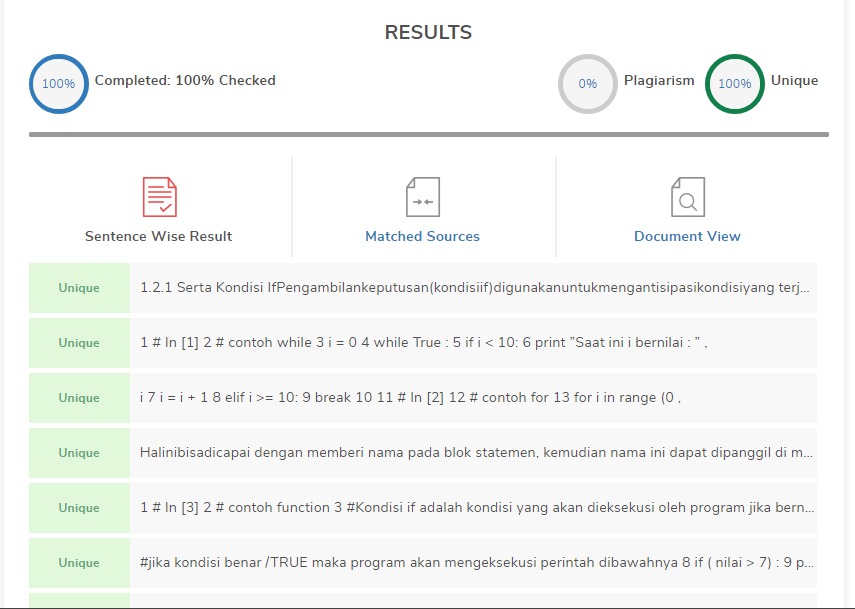 RESULTS
100% Completed: 100% Checked 0% Plagiarism 100% Unique
Sentence Wise Result Matched Sources Document View
Unique 1.2.1 Serta Kondisi IfPengambilankeputusan(kondisiif)digunakanuntukmengantisipasikondisiyang terj...
Unique 1 # In [1] 2 # contoh while 3 i = 0 4 while True : 5 if i < 10: 6 print ”Saat ini i bernilai : ” ,
Unique i 7 i = i + 1 8 elif i >= 10: 9 break 10 11 # In [2] 12 # contoh for 13 for i in range (0 ,
Unique Halinibisadicapai dengan memberi nama pada blok statemen, kemudian nama ini dapat dipanggil di m...
Unique 1 # In [3] 2 # contoh function 3 #Kondisi if adalah kondisi yang akan dieksekusi oleh program jika bern...
Unique #jika kondisi benar /TRUE maka program akan mengeksekusi perintah dibawahnya 8 if ( nilai > 7) : 9 p...